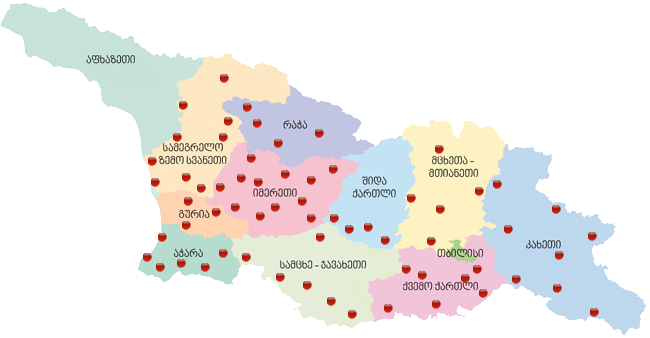 აფხაზეთი
რაჭა
სამეგრელო
ზემო სვანეთი
მცხეთა -
მთიანეთი
შიდა
ქართლი
იმერეთი
გურია
კახეთი
აჭარა
თბილისი
სამცხე - ჯავახეთი
ქვემო ქართლი